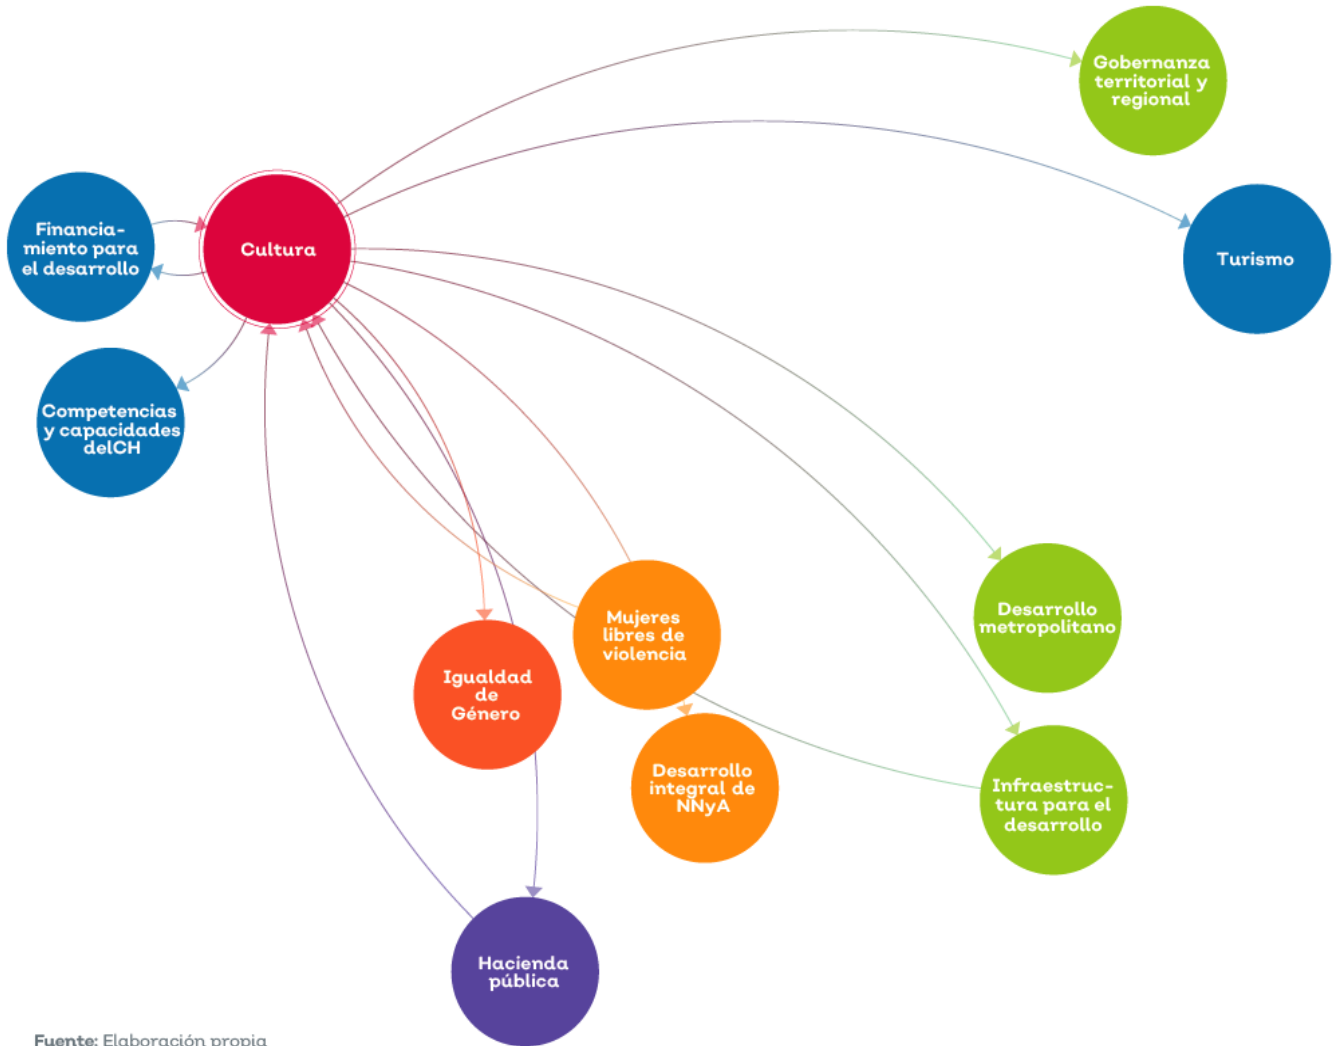 Gobernanza
territorial y
regional
Financia-
miento para
el desarrollo
Cultura
Turismo
Competencias
y capacidades
delCH
Mujeres
libres de
violencia
Desarrollo
metropolitano
Igualdad
de
Género
Desarrollo
integral de
NNyA
Infraestruc-
tura para el
desarrollo
Hacienda
pública
Fuente: Elaboración propia